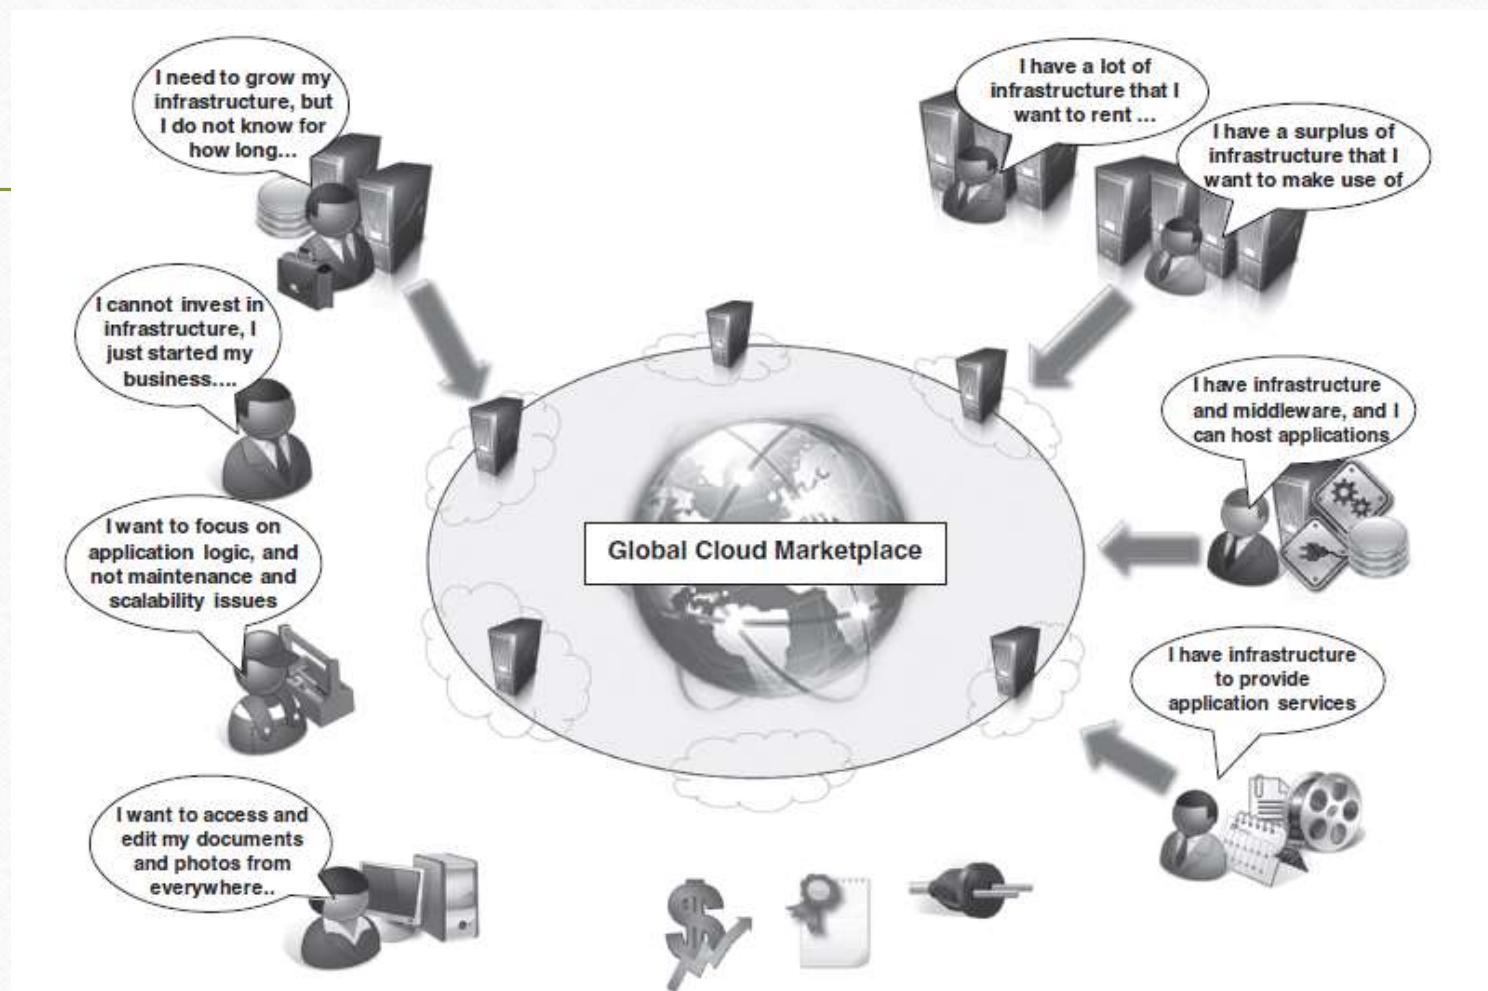 I need to grow my
infrastructure, but
I do not know for
how long...
I have a lot of
infrastructure that I
want to rent ...
I have a surplus of
infrastructure that I
want to make use of
I cannot invest in
infrastructure, I
just started my
business....
I have infrastructure
and middleware, and I
can host applications
I want to focus on
application logic, and
not maintenance and
scalability issues
Global Cloud Marketplace
I have infrastructure
to provide
application services
I want to access and
edit my documents
and photos from
everywhere..
$